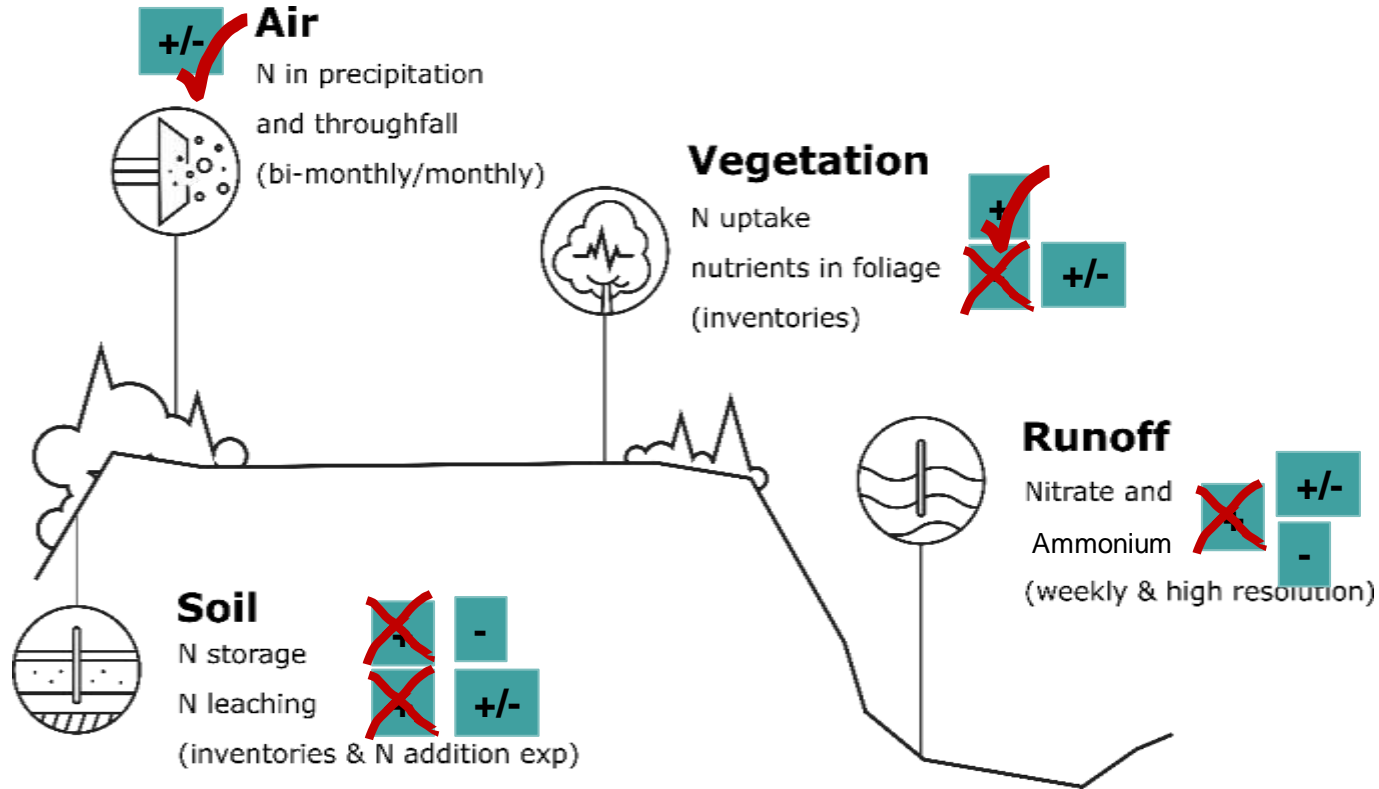 +/-
Air
N in precipitation
and throughfall
(bi-monthly/monthly)
Vegetation
N uptake
+
nutrients in foliage
+/-
(inventories)
Runoff
Nitrate and
+/-
Ammonium
-
(weekly & high resolution)
Soil
N storage
-
N leaching
+/-
(inventories & N addition exp)